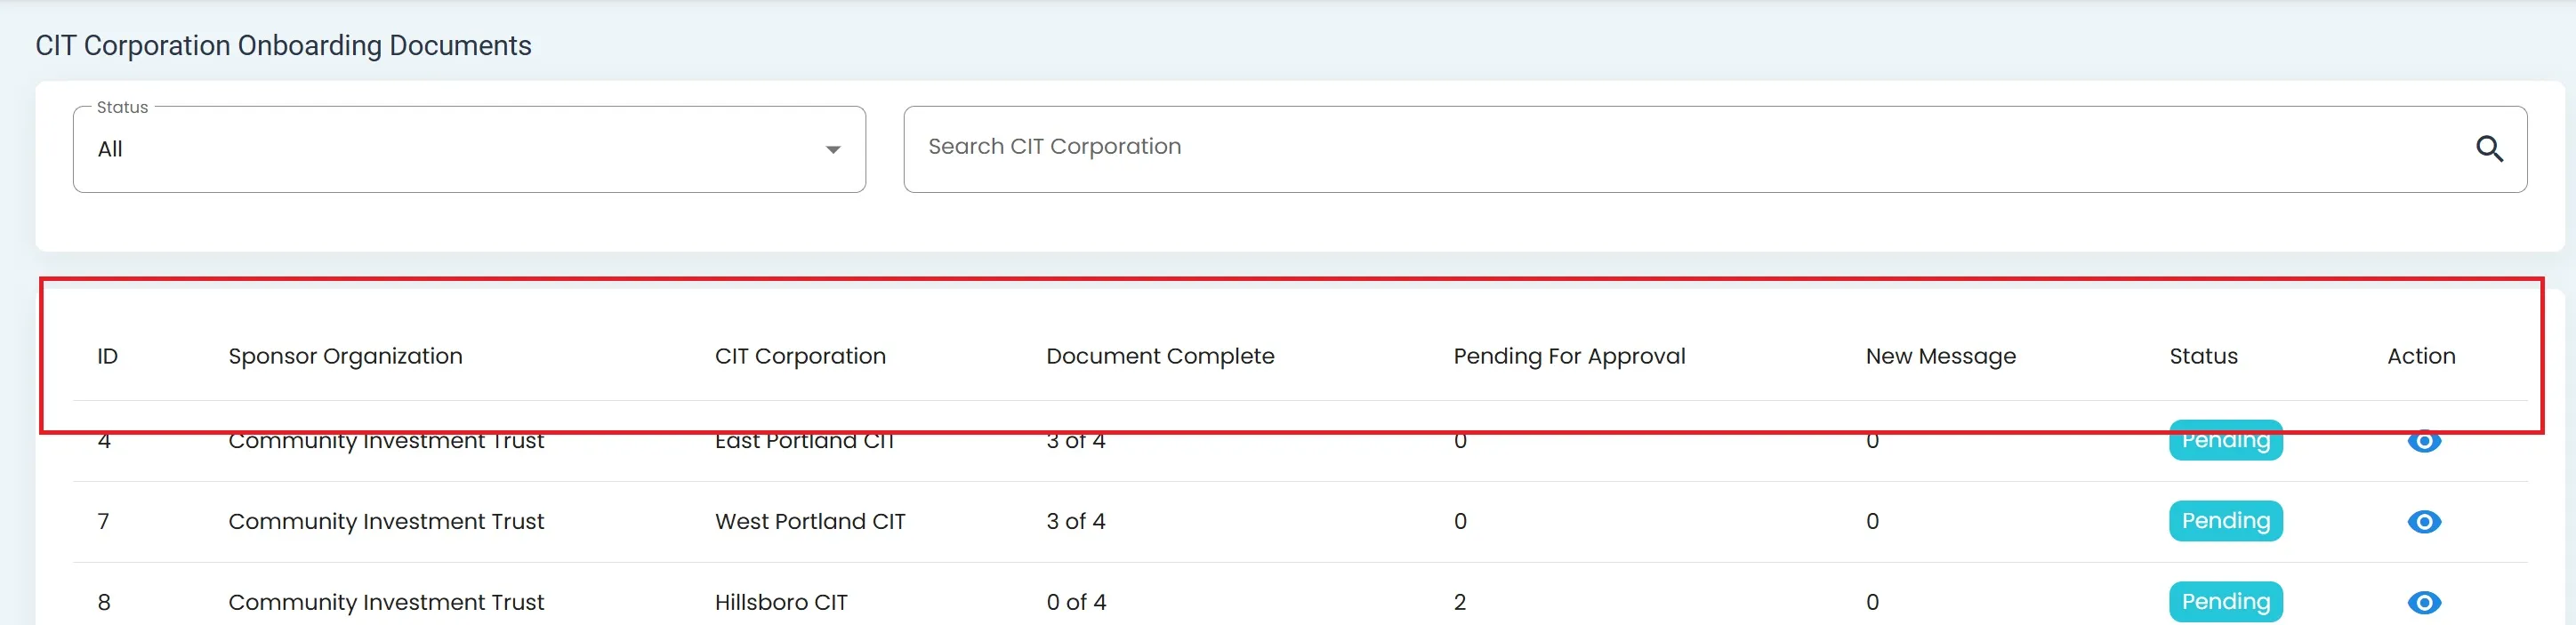 CIT Corporation Onboarding Documents
Status
All
Search CIT Corporation
ID Sponsor Organization CIT Corporation Document Complete Pending For Approval New Message Status Action
4 Community Investment Trust East Portland CIT 3 of 4 0 0 Pending
7 Community Investment Trust West Portland CIT 3 of 4 0 0 Pending
8 Community Investment Trust Hillsboro CIT 0 of 4 2 0 Pending